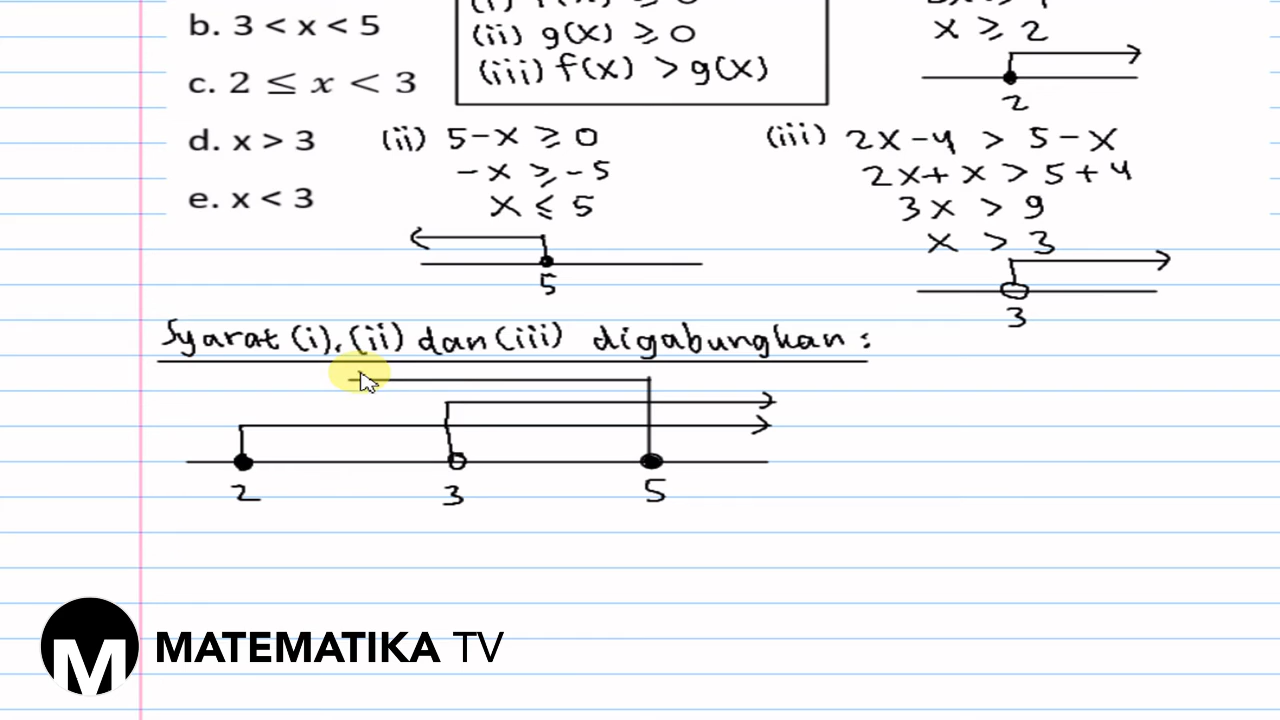 b. 3 < x < 5
c. 2 ≤ x < 3
d. x > 3
e. x < 3
(ii) g(x) ≥ 0
(iii) f(x) > g(x)
x ≥ 2
2
(ii) 5-x ≥ 0
-x ≥ -5
x ≤ 5
5
(iii) 2x-4 > 5-x
2x+x > 5+4
3x > 9
x > 3
3
Syarat (i), (ii) dan (iii) digabungkan :
2 3 5
M MATEMATIKA TV